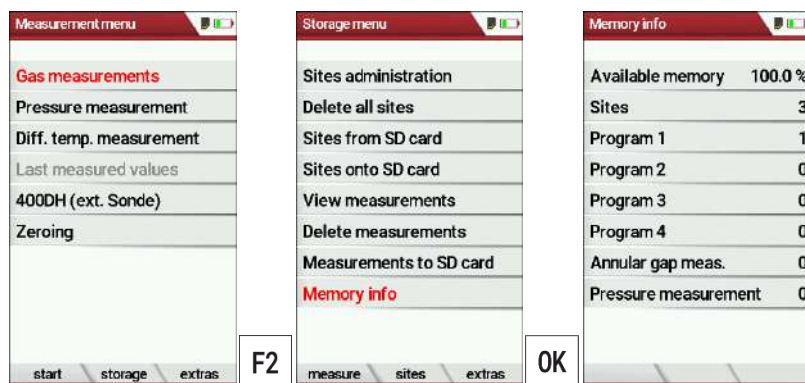 Measurement menu
Gas measurements
Pressure measurement
Diff. temp. measurement
Last measured values
400DH (ext. Sonde)
Zeroing
start storage extras
F2
Storage menu
Sites administration
Delete all sites
Sites from SD card
Sites onto SD card
View measurements
Delete measurements
Measurements to SD card
Memory info
measure sites extras
OK
Memory info
Available memory 100.0 %
Sites 3
Program 1 1
Program 2 0
Program 3 0
Program 4 0
Annular gap meas. 0
Pressure measurement 0